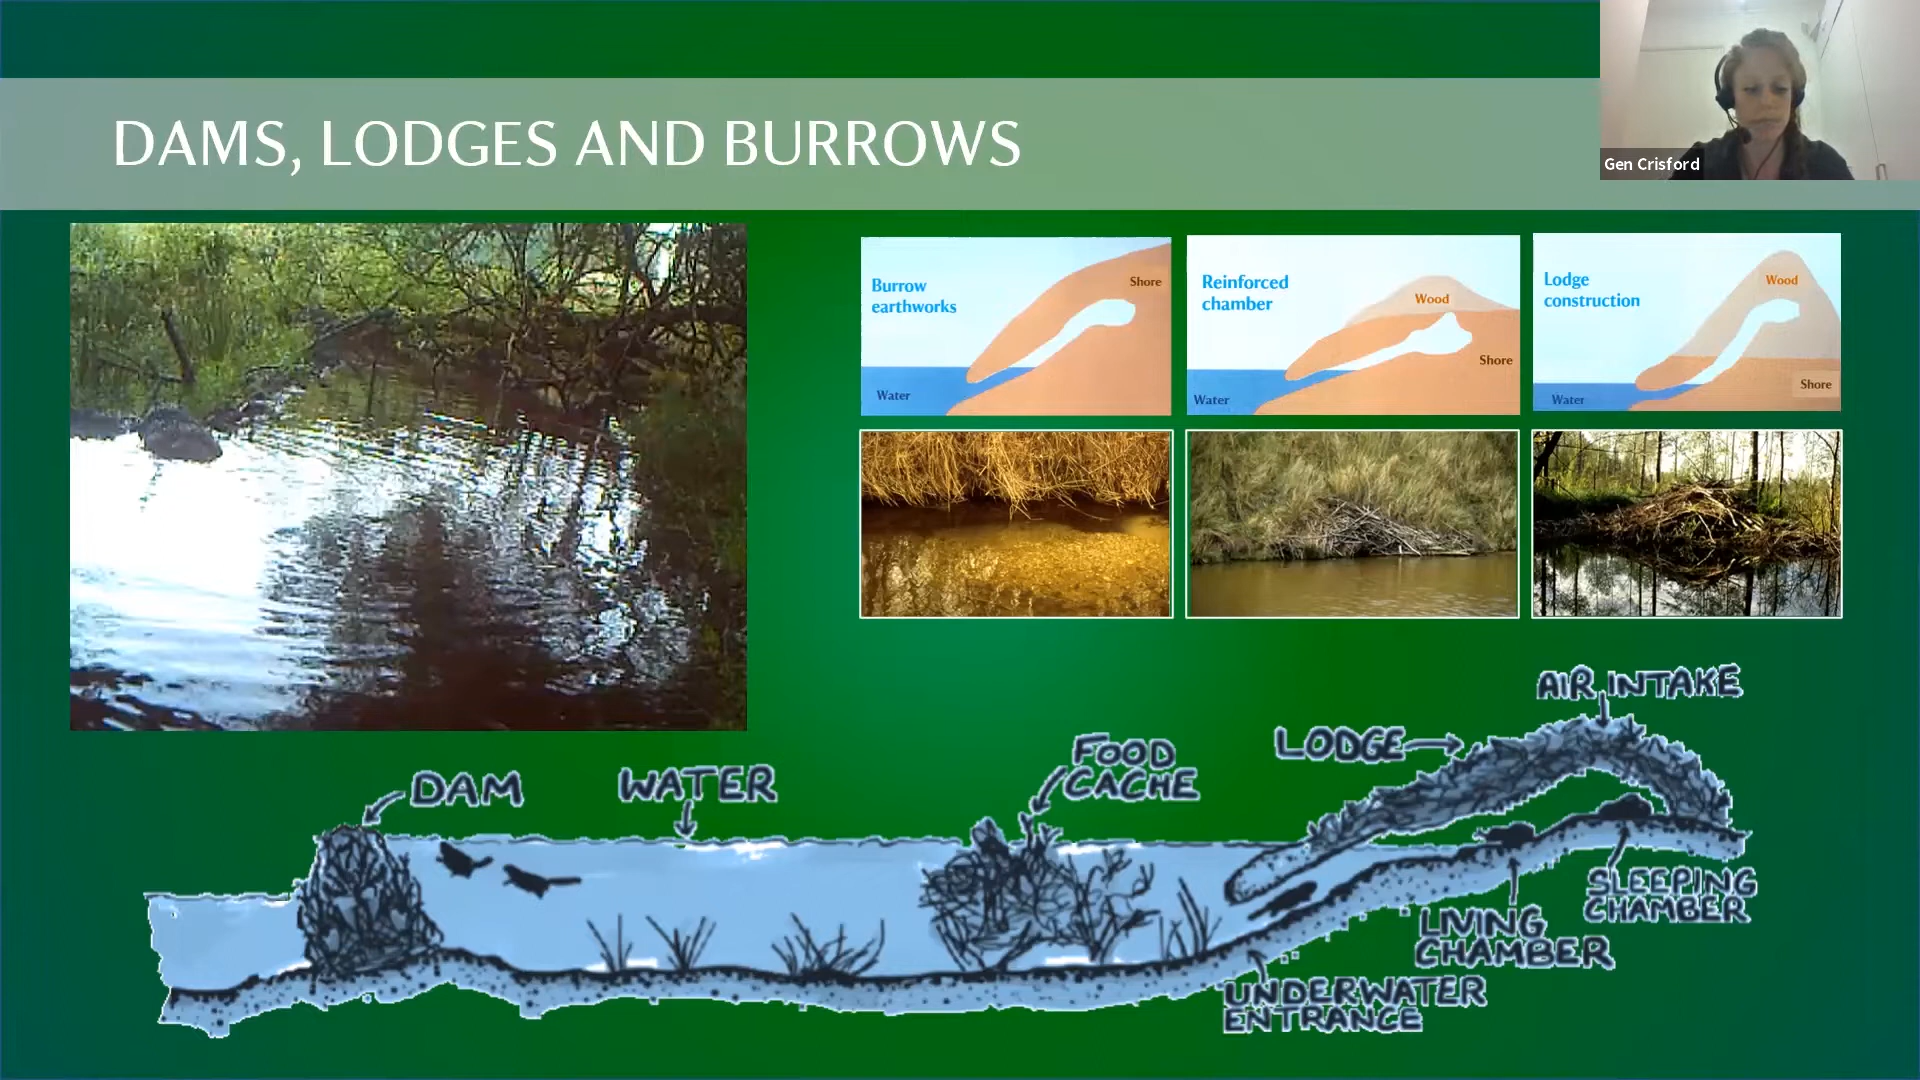 DAMS, LODGES AND BURROWS
Gen Crisford
Burrow
earthworks
Shore
Water
Reinforced
chamber
Wood
Shore
Water
Lodge
construction
Wood
Shore
Water
AIR INTAKE
LODGE
FOOD
CACHE
DAM
WATER
SLEEPING
CHAMBER
LIVING
CHAMBER
UNDERWATER
ENTRANCE